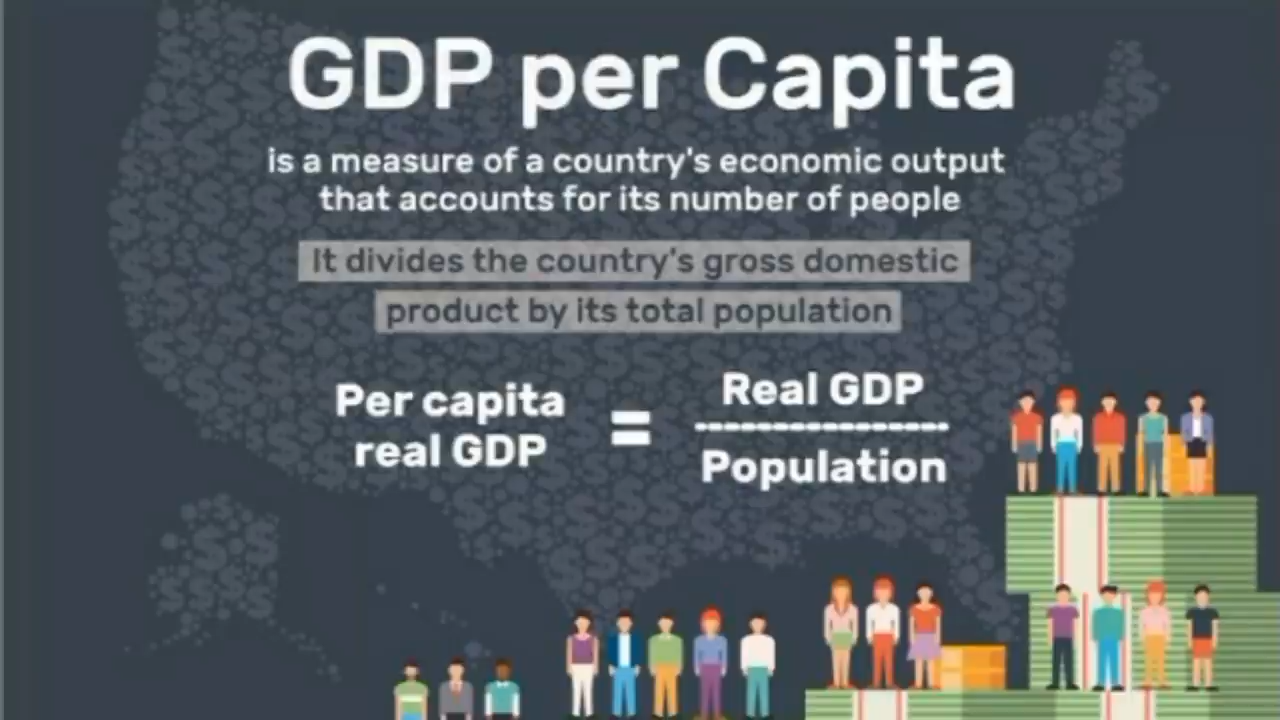 GDP per Capita
is a measure of a country's economic output
that accounts for its number of people
It divides the country's gross domestic
product by its total population
Per capita
real GDP
=
Real GDP
Population